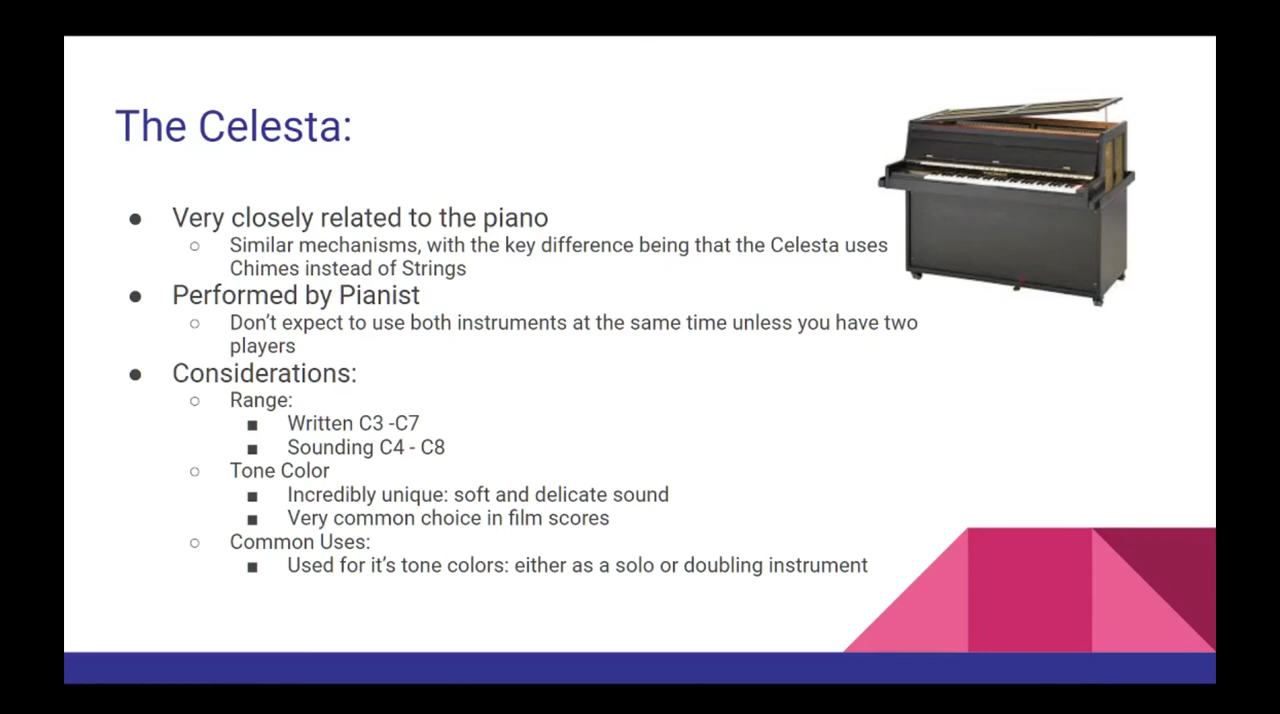 The Celesta:
● Very closely related to the piano
○ Similar mechanisms, with the key difference being that the Celesta uses
Chimes instead of Strings
● Performed by Pianist
○ Don’t expect to use both instruments at the same time unless you have two
players
● Considerations:
○ Range:
■ Written C3 -C7
■ Sounding C4 - C8
○ Tone Color
■ Incredibly unique: soft and delicate sound
■ Very common choice in film scores
○ Common Uses:
■ Used for it’s tone colors: either as a solo or doubling instrument